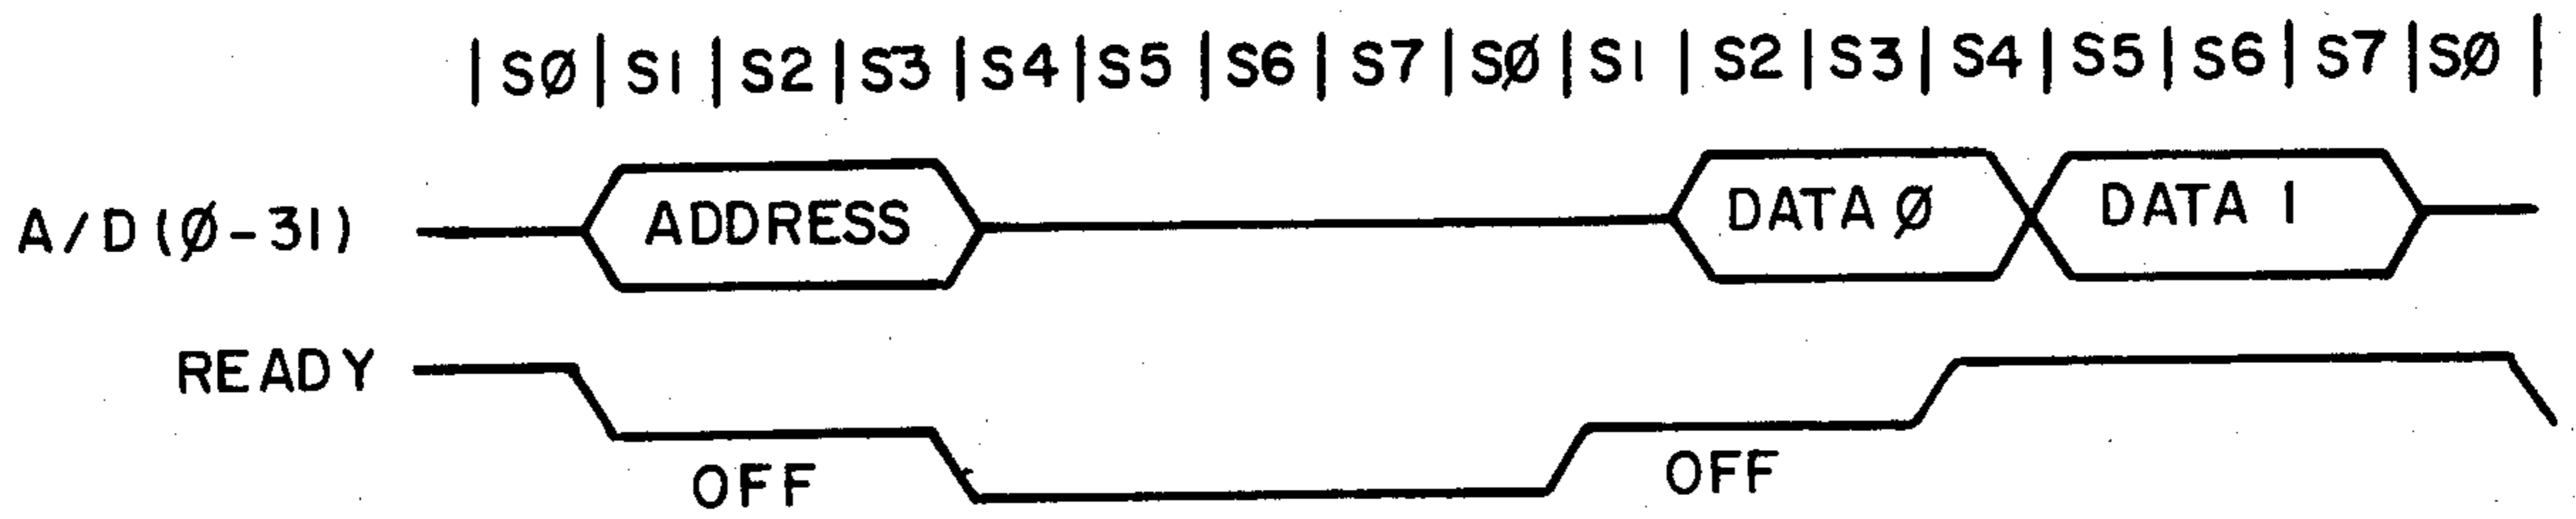 |SØ|S1|S2|S3|S4|S5|S6|S7|SØ|S1|S2|S3|S4|S5|S6|S7|SØ|
A/D(Ø-31) ADDRESS DATA Ø DATA 1
READY
OFF OFF